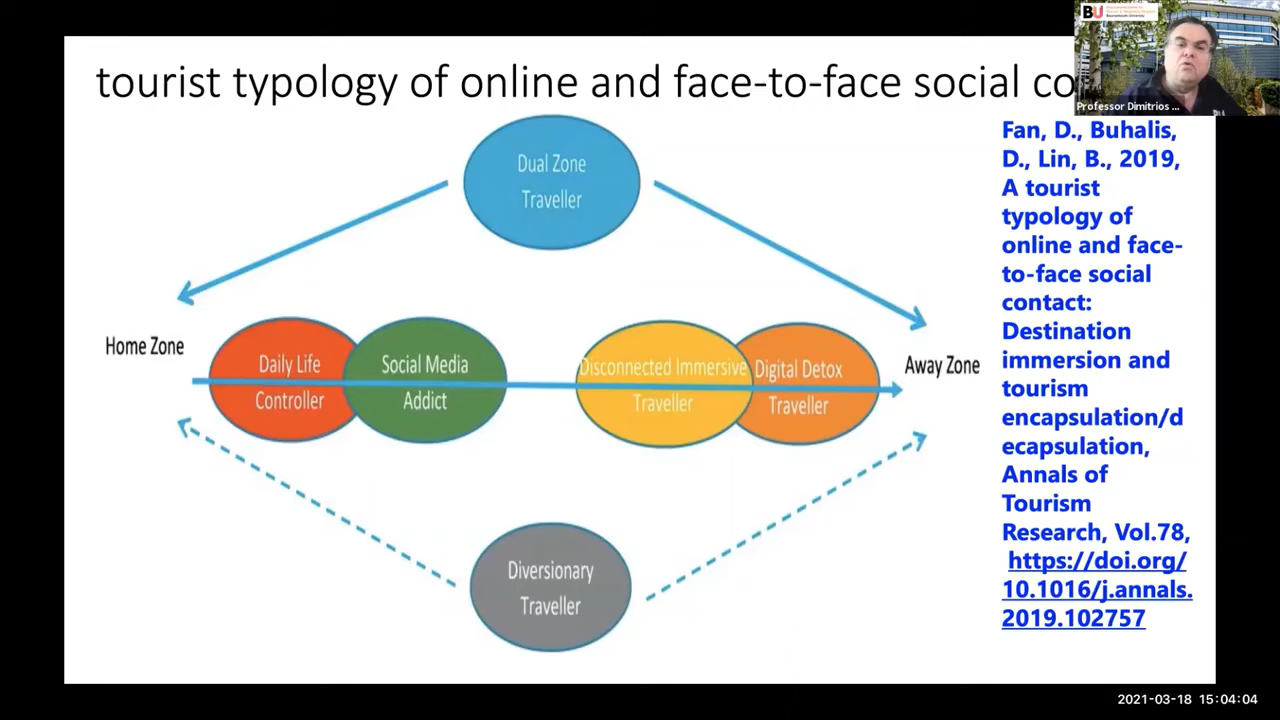 tourist typology of online and face-to-face social co
BU
Bournemouth University
Professor Dimitrios ...
Dual Zone
Traveller
Home Zone
Daily Life
Controller
Social Media
Addict
Disconnected Immersive
Traveller
Digital Detox
Traveller
Away Zone
Diversionary
Traveller
Fan, D., Buhalis,
D., Lin, B., 2019,
A tourist
typology of
online and face-
to-face social
contact:
Destination
immersion and
tourism
encapsulation/d
ecapsulation,
Annals of
Tourism
Research, Vol.78,
https://doi.org/
10.1016/j.annals.
2019.102757
2021-03-18 15:04:04